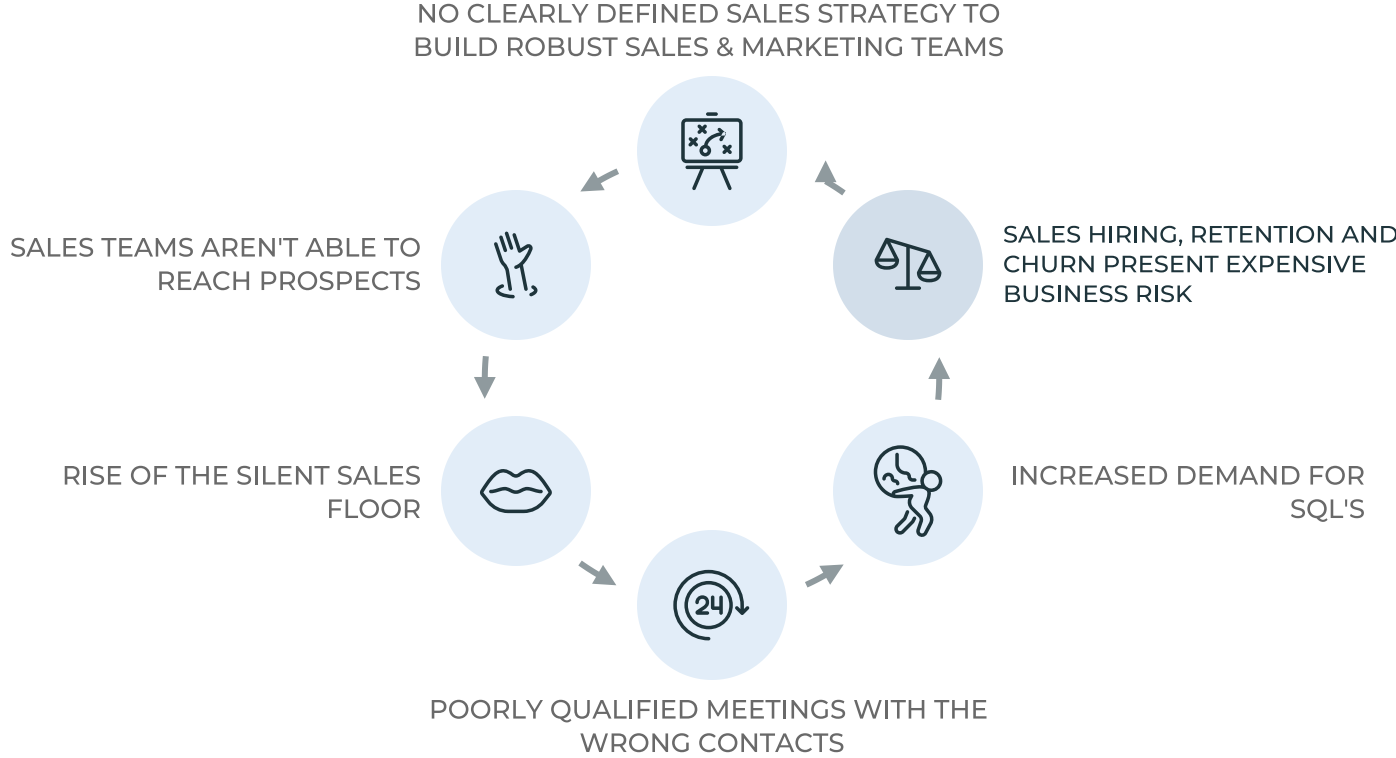 NO CLEARLY DEFINED SALES STRATEGY TO
BUILD ROBUST SALES & MARKETING TEAMS
SALES TEAMS AREN'T ABLE TO
REACH PROSPECTS
SALES HIRING, RETENTION AND
CHURN PRESENT EXPENSIVE
BUSINESS RISK
RISE OF THE SILENT SALES
FLOOR
INCREASED DEMAND FOR
SQL'S
24
POORLY QUALIFIED MEETINGS WITH THE
WRONG CONTACTS